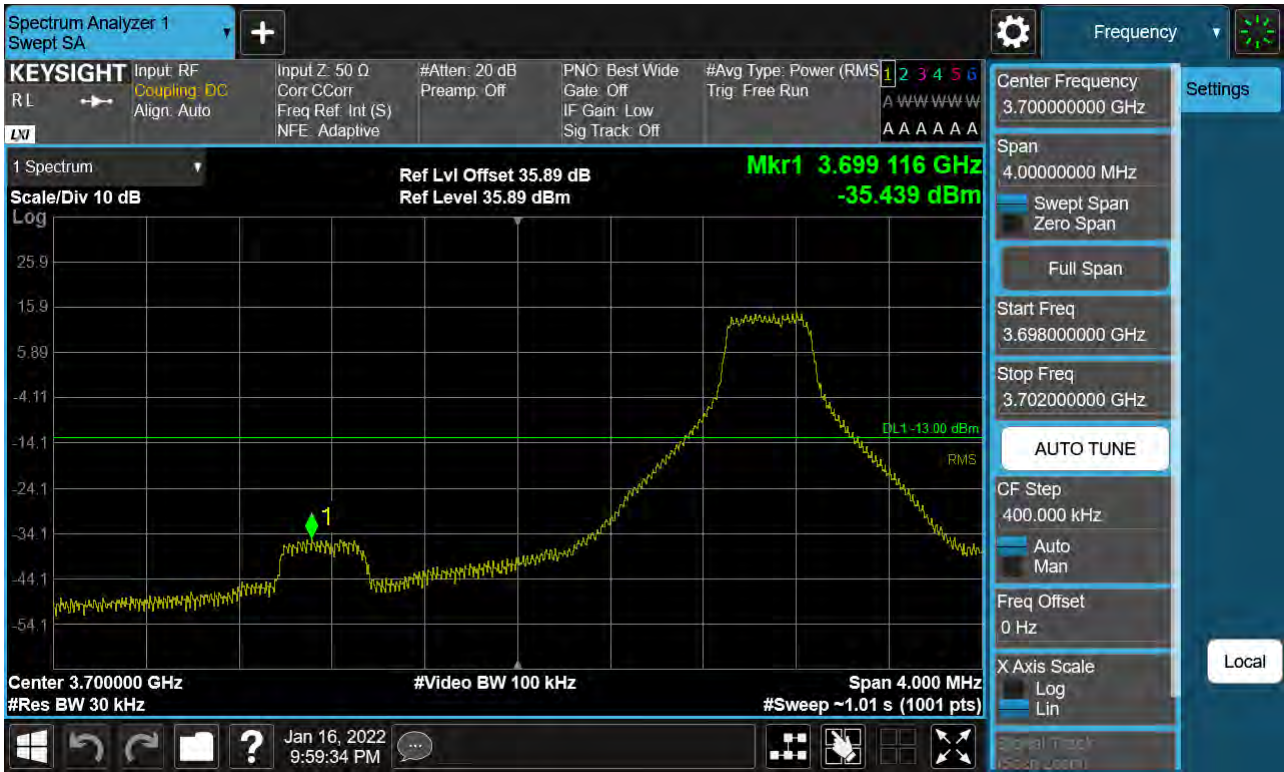 Spectrum Analyzer 1
Swept SA
+
Frequency
KEYSIGHT
RL
LXI
Input: RF
Coupling: DC
Align: Auto
Input Z: 50 Ω
Corr CCorr
Freq Ref: Int (S)
NFE: Adaptive
#Atten: 20 dB
Preamp: Off
PNO: Best Wide
Gate: Off
IF Gain: Low
Sig Track: Off
#Avg Type: Power (RMS
Trig: Free Run
1 2 3 4 5 6
A W W W W W
A A A A A A
1 Spectrum
Scale/Div 10 dB
Log
Ref Lvl Offset 35.89 dB
Ref Level 35.89 dBm
Mkr1 3.699 116 GHz
-35.439 dBm
25.9
15.9
5.89
-4.11
-14.1
-24.1
-34.1
-44.1
-54.1
DL1 -13.00 dBm
RMS
1
Center 3.700000 GHz
#Res BW 30 kHz
#Video BW 100 kHz
Span 4.000 MHz
#Sweep ~1.01 s (1001 pts)
Center Frequency
3.700000000 GHz
Settings
Span
4.00000000 MHz
Swept Span
Zero Span
Full Span
Start Freq
3.698000000 GHz
Stop Freq
3.702000000 GHz
AUTO TUNE
CF Step
400.000 kHz
Auto
Man
Freq Offset
0 Hz
X Axis Scale
Log
Lin
Signal Track
(Span Zoom)
Local
?
Jan 16, 2022
9:59:34 PM